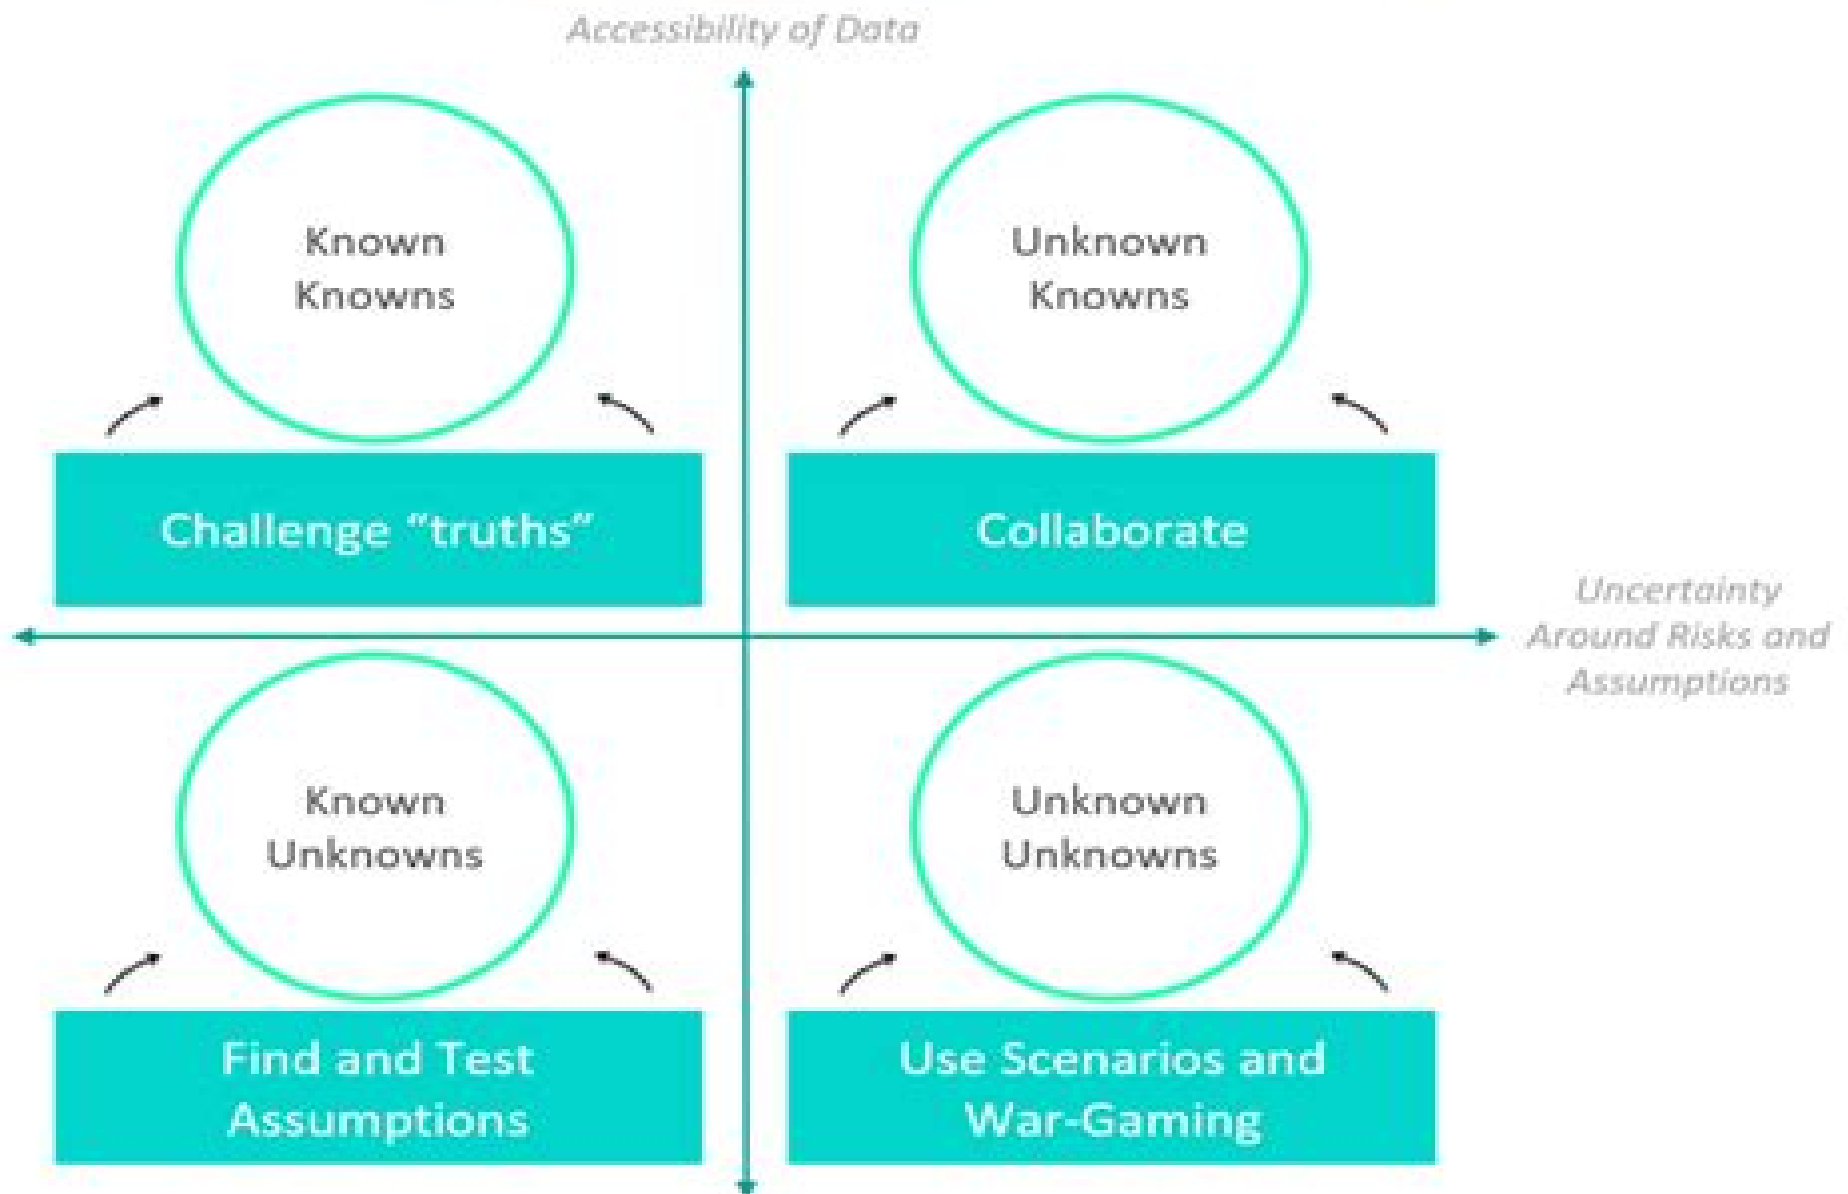 Accessibility of Data
Known
Knowns
Unknown
Knowns
Challenge “truths”
Collaborate
Uncertainty
Around Risks and
Assumptions
Known
Unknowns
Unknown
Unknowns
Find and Test
Assumptions
Use Scenarios and
War-Gaming